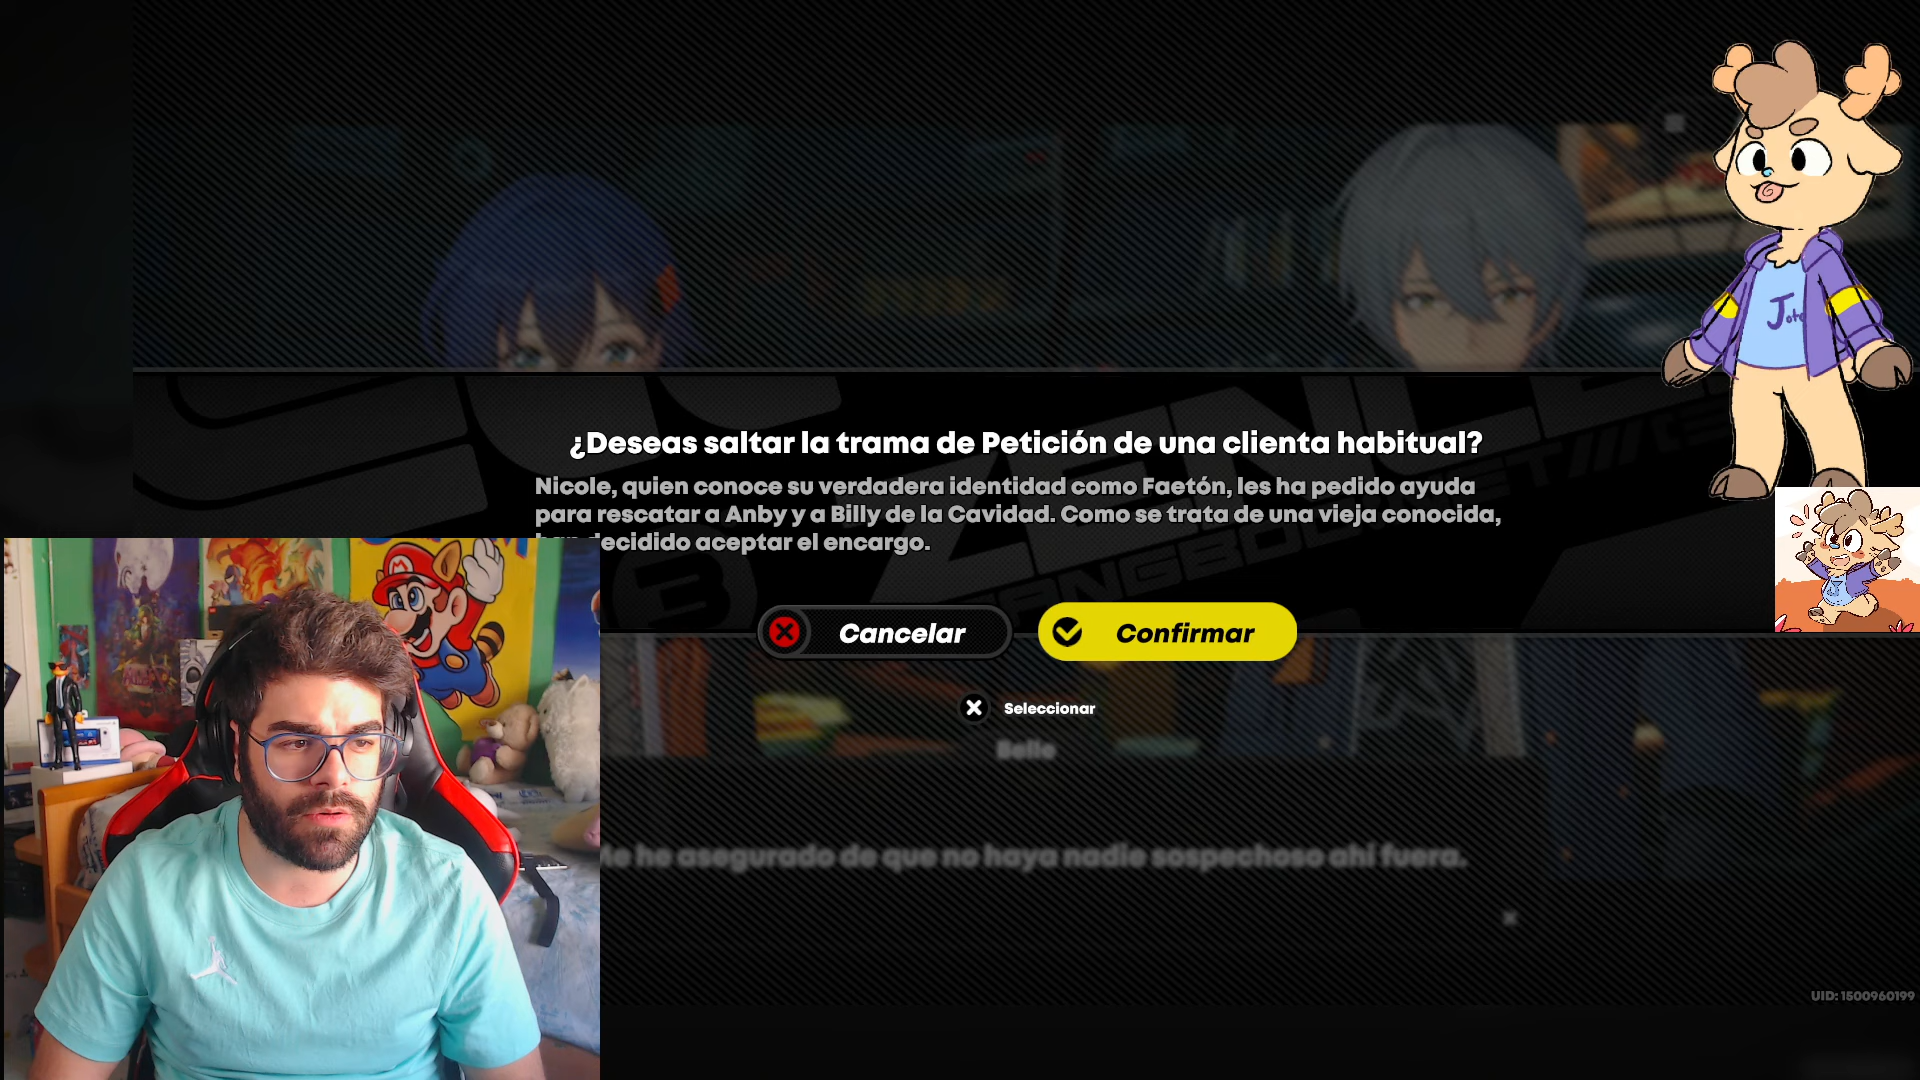 ¿Deseas saltar la trama de Petición de una clienta habitual?
Nicole, quien conoce su verdadera identidad como Faetón, les ha pedido ayuda
para rescatar a Anby y a Billy de la Cavidad. Como se trata de una vieja conocida,
decidido aceptar el encargo.
Cancelar
Confirmar
Seleccionar
Belle
Me he asegurado de que no haya nadie sospechoso ahí fuera.
UID: 1500960199
Jota